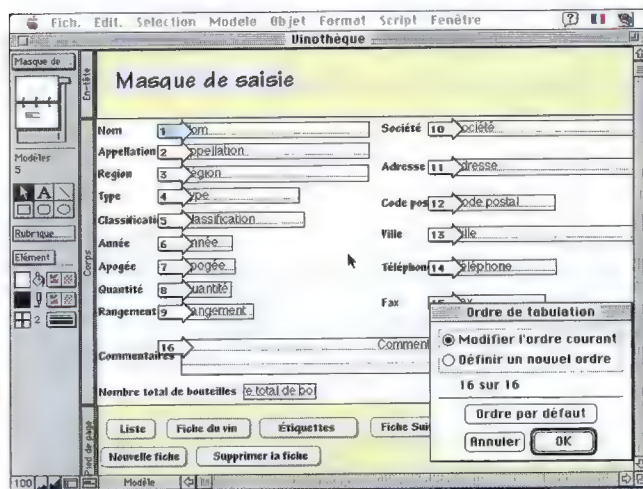 Fich. Edit. Selection Modele Objet Format Script Fenêtre
Vinothèque
Masque de
Modèles
5
Rubrique
Elément
2
100
En-tête
Corps
Pied de page
Masque de saisie
Nom 1 om
Appellation 2 ppellation
Region 3 égion
Type 4 ype
Classificati 5 lassification
Année 6 nnée
Apogée 7 pogée
Quantité 8 uantité
Rangement 9 angement
16
Commentaires Comment
Nombre total de bouteilles e total de bo
Société 10 ociété
Adresse 11 dresse
Code pos 12 ode postal
Ville 13 ille
Téléphon 14 éléphone
Fax
Ordre de tabulation
Modifier l'ordre courant
Définir un nouvel ordre
16 sur 16
Ordre par défaut
Annuler OK
Liste Fiche du vin Étiquettes Fiche Sui
Nouvelle fiche Supprimer la fiche
Modèle